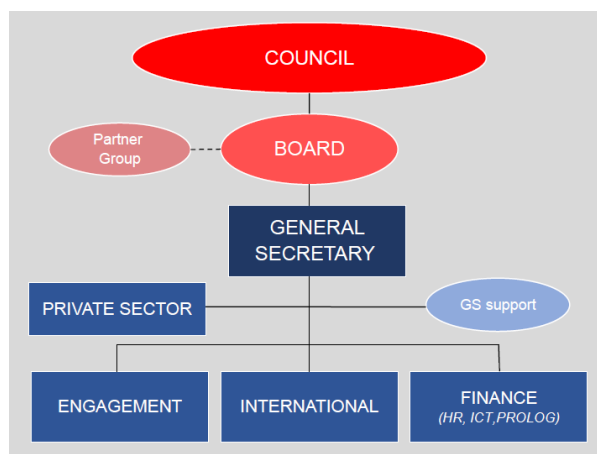 COUNCIL
Partner
Group
BOARD
GENERAL
SECRETARY
PRIVATE SECTOR
GS support
ENGAGEMENT
INTERNATIONAL
FINANCE
(HR, ICT,PROLOG)